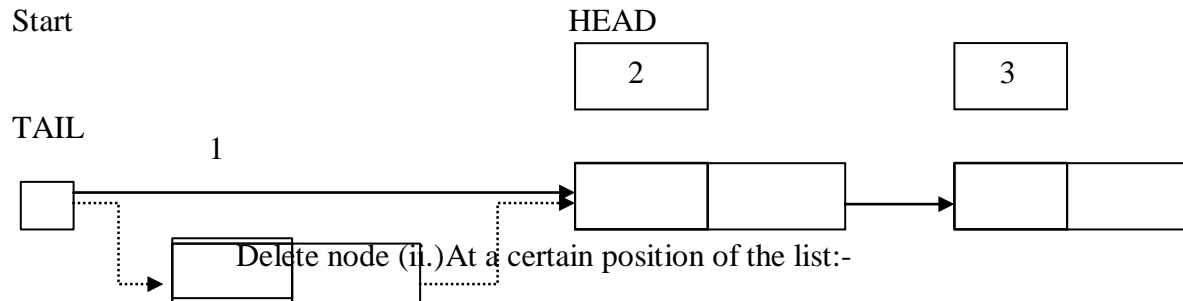 Start HEAD
2 3
TAIL
1
Delete node (ii.)At a certain position of the list:-